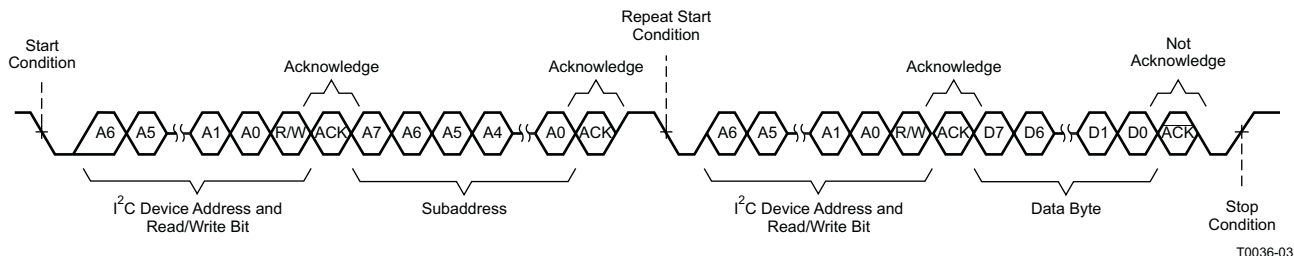 Start
Condition
Acknowledge
Acknowledge
Repeat Start
Condition
Acknowledge
Not
Acknowledge
A6 A5 A1 A0 R/W ACK A7 A6 A5 A4 A0 ACK A6 A5 A1 A0 R/W ACK D7 D6 D1 D0 ACK
I²C Device Address and
Read/Write Bit
Subaddress
I²C Device Address and
Read/Write Bit
Data Byte
Stop
Condition
T0036-03